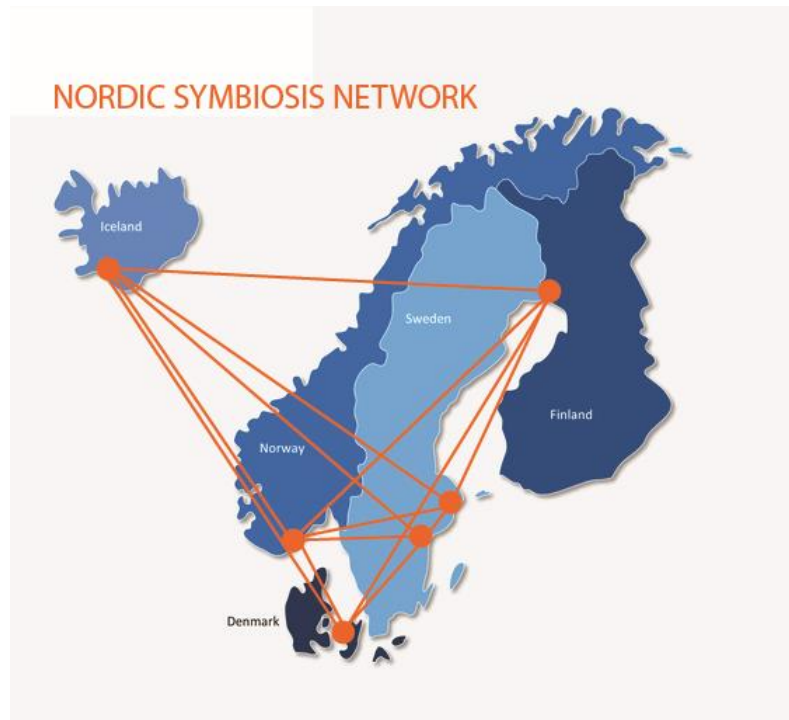 NORDIC SYMBIOSIS NETWORK
Iceland
Sweden
Finland
Norway
Denmark